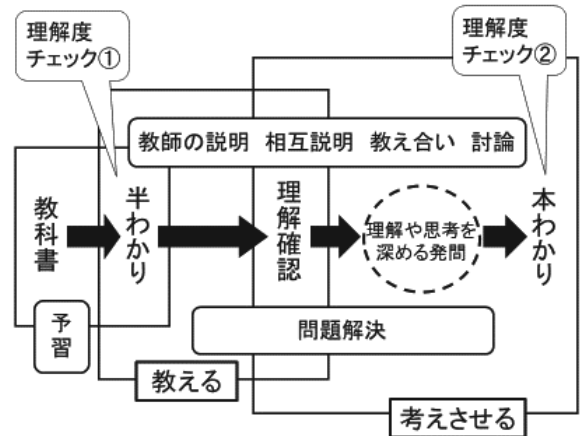 理解度
チェック①
理解度
チェック②
教師の説明 相互説明 教え合い 討論
教科書
半わかり
理解確認
理解や思考を
深める発問
本わかり
予習
問題解決
教える
考えさせる